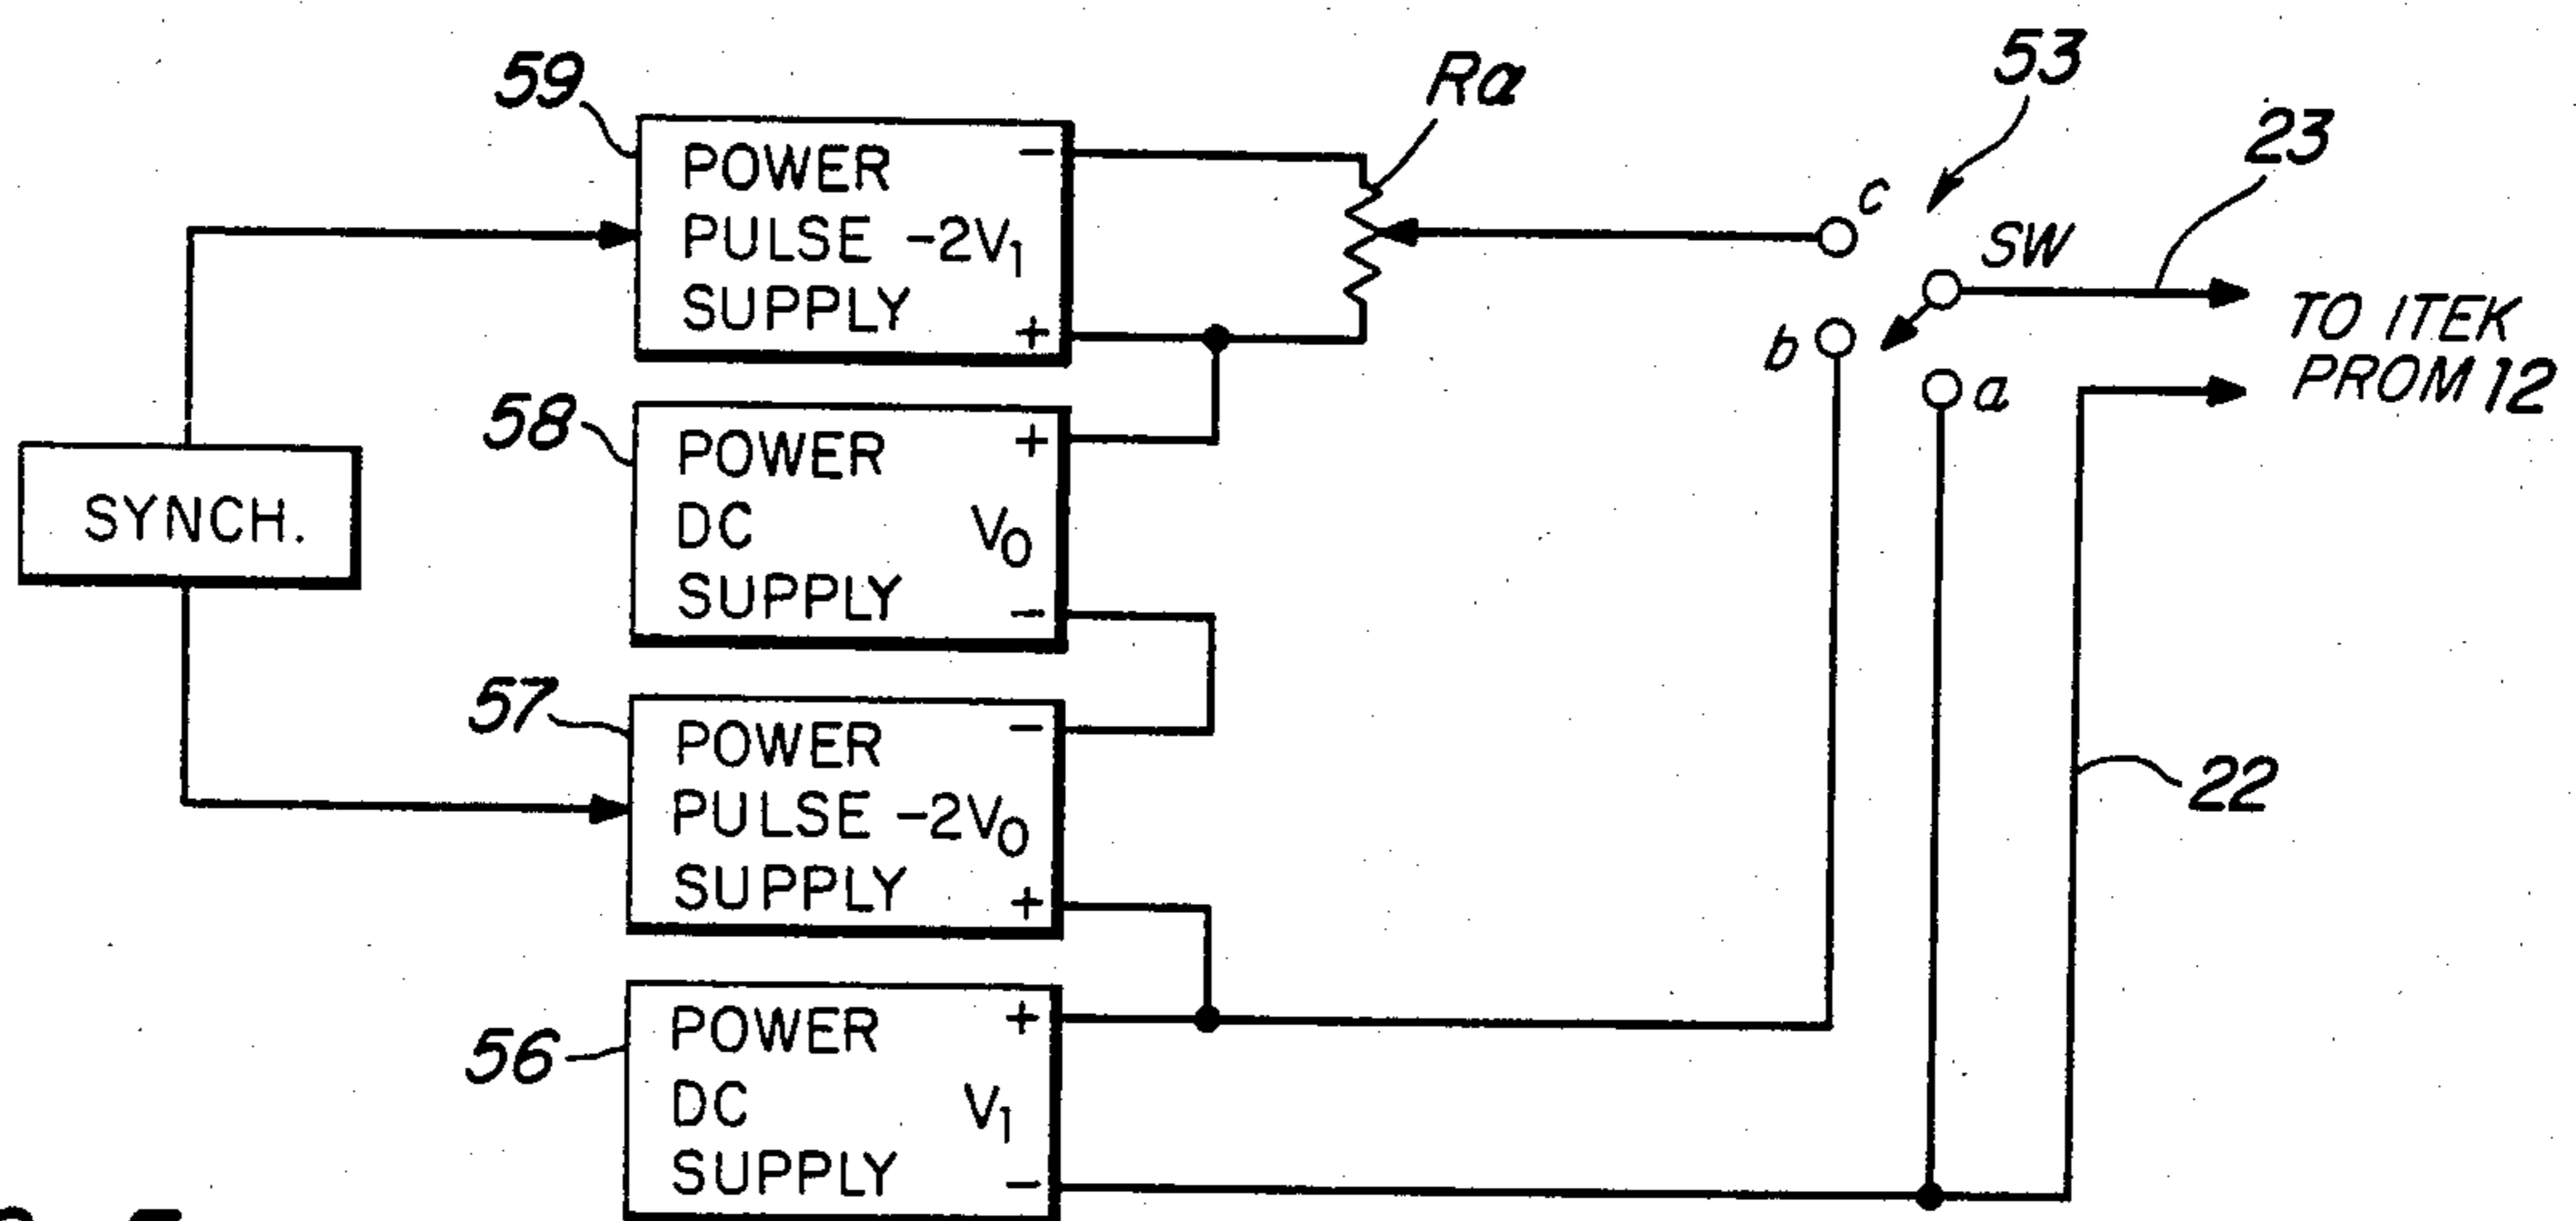 59
Rα
53
23
POWER
PULSE -2V₁
SUPPLY
-
+
c
SW
b
a
TO ITEK
PROM 12
58
POWER
DC V₀
SUPPLY
+
-
SYNCH.
57
POWER
PULSE -2V₀
SUPPLY
-
+
22
56
POWER
DC V₁
SUPPLY
+
-